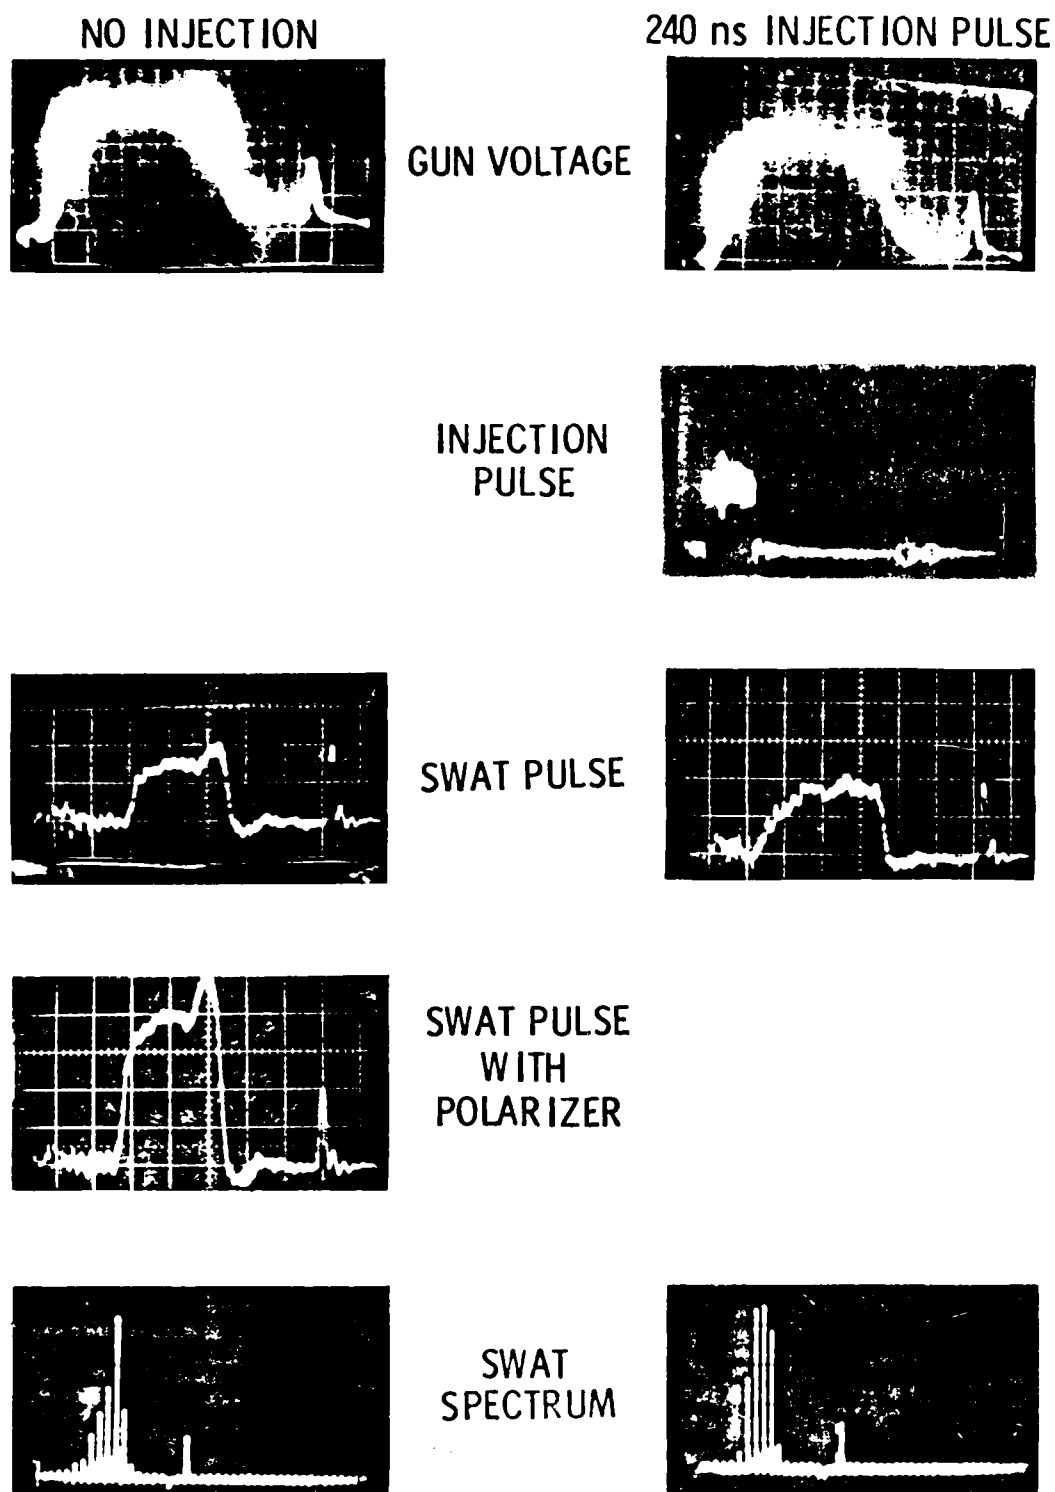 NO INJECTION
240 ns INJECTION PULSE
GUN VOLTAGE
INJECTION
PULSE
SWAT PULSE
SWAT PULSE
WITH
POLARIZER
SWAT
SPECTRUM